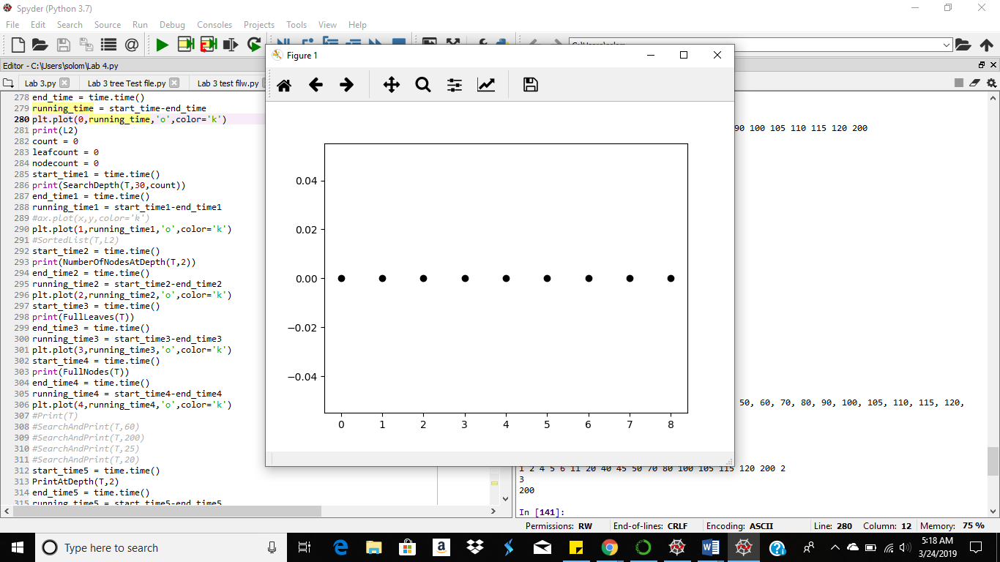 Spyder (Python 3.7)
File Edit Search Source Run Debug Consoles Projects Tools View Help
Editor - C:\Users\solom\Lab 4.py
Lab 3.py Lab 3 tree Test file.py Lab 3 test filw.py
278 end_time = time.time()
279 running_time = start_time-end_time
280 plt.plot(0,running_time,'o',color='k')
281 print(L2)
282 count = 0
283 leafcount = 0
284 nodecount = 0
285 start_time1 = time.time()
286 print(SearchDepth(T,30,count))
287 end_time1 = time.time()
288 running_time1 = start_time1-end_time1
289 #ax.plot(x,y,color='k')
290 plt.plot(1,running_time1,'o',color='k')
291 #SortedList(T,L2)
292 start_time2 = time.time()
293 print(NumberOfNodesAtDepth(T,2))
294 end_time2 = time.time()
295 running_time2 = start_time2-end_time2
296 plt.plot(2,running_time2,'o',color='k')
297 start_time3 = time.time()
298 print(FullLeaves(T))
299 end_time3 = time.time()
300 running_time3 = start_time3-end_time3
301 plt.plot(3,running_time3,'o',color='k')
302 start_time4 = time.time()
303 print(FullNodes(T))
304 end_time4 = time.time()
305 running_time4 = start_time4-end_time4
306 plt.plot(4,running_time4,'o',color='k')
307 #Print(T)
308 #SearchAndPrint(T,60)
309 #SearchAndPrint(T,200)
310 #SearchAndPrint(T,25)
311 #SearchAndPrint(T,20)
312 start_time5 = time.time()
313 PrintAtDepth(T,2)
314 end_time5 = time.time()
315 running_time5 = start_time5-end_time5
Figure 1
0.04
0.02
0.00
−0.02
−0.04
0 1 2 3 4 5 6 7 8
90 100 105 110 115 120 200
50, 60, 70, 80, 90, 100, 105, 110, 115, 120,
1 2 4 5 6 11 20 40 45 50 70 80 100 105 115 120 200 2
3
200
In [141]:
Permissions: RW End-of-lines: CRLF Encoding: ASCII Line: 280 Column: 12 Memory: 75 %
Type here to search
5:18 AM
3/24/2019